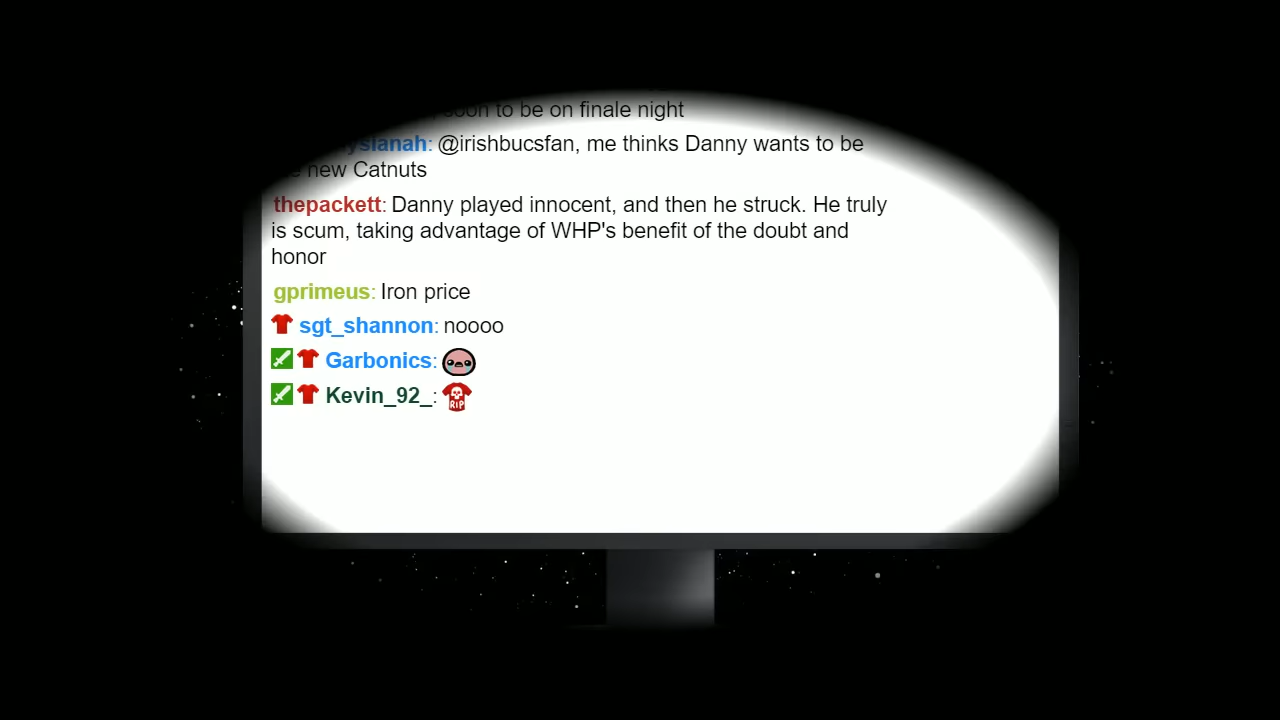 soon to be on finale night
@irishbucsfan, me thinks Danny wants to be
new Catnuts
thepackett: Danny played innocent, and then he struck. He truly
is scum, taking advantage of WHP's benefit of the doubt and
honor
gprimeus: Iron price
sgt_shannon: noooo
Garbonics:
Kevin_92_:
RIP